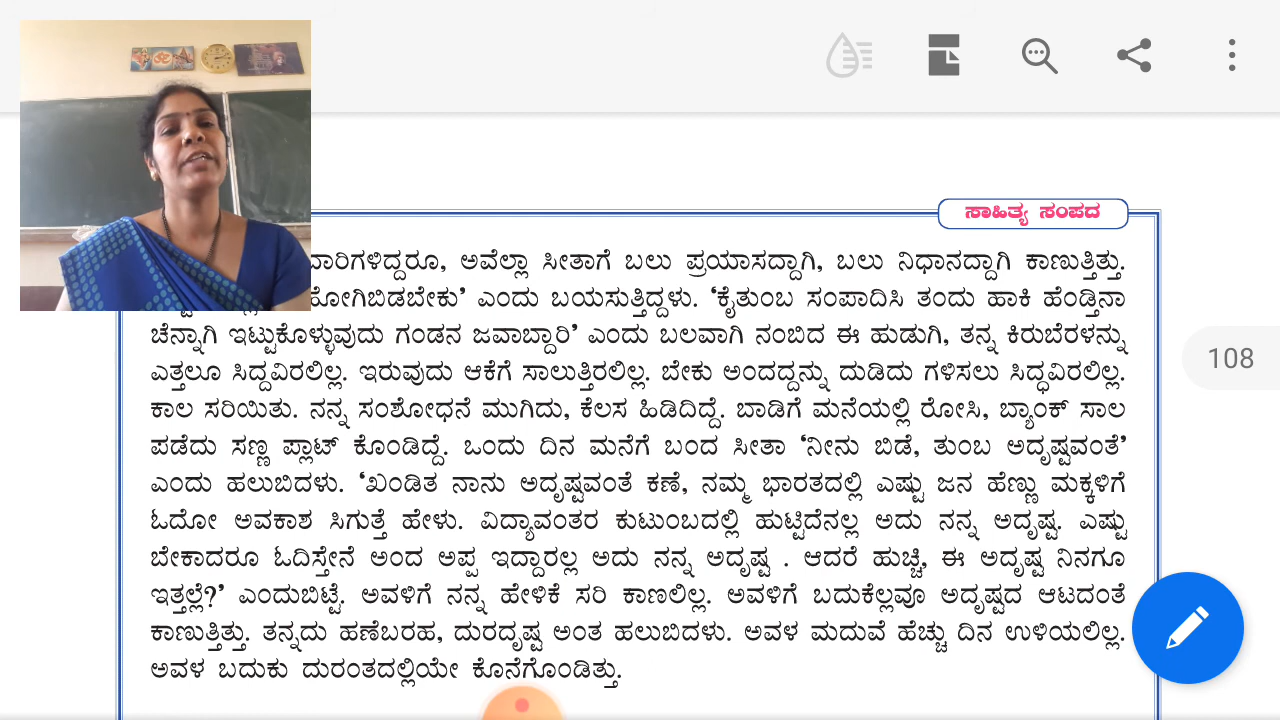 ಸಾಹಿತ್ಯ ಸಂಪದ
ದಾರಿಗಳಿದ್ದರೂ, ಅವೆಲ್ಲಾ ಸೀತಾಗೆ ಬಲು ಪ್ರಯಾಸದ್ದಾಗಿ, ಬಲು ನಿಧಾನದ್ದಾಗಿ ಕಾಣುತ್ತಿತ್ತು.
ಹೋಗಿಬಿಡಬೇಕು’ ಎಂದು ಬಯಸುತ್ತಿದ್ದಳು. ‘ಕೈತುಂಬ ಸಂಪಾದಿಸಿ ತಂದು ಹಾಕಿ ಹೆಂಡ್ತಿನಾ
ಚೆನ್ನಾಗಿ ಇಟ್ಟುಕೊಳ್ಳುವುದು ಗಂಡನ ಜವಾಬ್ದಾರಿ’ ಎಂದು ಬಲವಾಗಿ ನಂಬಿದ ಈ ಹುಡುಗಿ, ತನ್ನ ಕಿರುಬೆರಳನ್ನು
ಎತ್ತಲೂ ಸಿದ್ದವಿರಲಿಲ್ಲ. ಇರುವುದು ಆಕೆಗೆ ಸಾಲುತ್ತಿರಲಿಲ್ಲ. ಬೇಕು ಅಂದದ್ದನ್ನು ದುಡಿದು ಗಳಿಸಲು ಸಿದ್ಧವಿರಲಿಲ್ಲ.
ಕಾಲ ಸರಿಯಿತು. ನನ್ನ ಸಂಶೋಧನೆ ಮುಗಿದು, ಕೆಲಸ ಹಿಡಿದಿದ್ದೆ. ಬಾಡಿಗೆ ಮನೆಯಲ್ಲಿ ರೋಸಿ, ಬ್ಯಾಂಕ್ ಸಾಲ
ಪಡೆದು ಸಣ್ಣ ಪ್ಲಾಟ್ ಕೊಂಡಿದ್ದೆ. ಒಂದು ದಿನ ಮನೆಗೆ ಬಂದ ಸೀತಾ ‘ನೀನು ಬಿಡೆ, ತುಂಬ ಅದೃಷ್ಟವಂತೆ’
ಎಂದು ಹಲುಬಿದಳು. ‘ಖಂಡಿತ ನಾನು ಅದೃಷ್ಟವಂತೆ ಕಣೆ, ನಮ್ಮ ಭಾರತದಲ್ಲಿ ಎಷ್ಟು ಜನ ಹೆಣ್ಣು ಮಕ್ಕಳಿಗೆ
ಓದೋ ಅವಕಾಶ ಸಿಗುತ್ತೆ ಹೇಳು. ವಿದ್ಯಾವಂತರ ಕುಟುಂಬದಲ್ಲಿ ಹುಟ್ಟಿದೆನಲ್ಲ ಅದು ನನ್ನ ಅದೃಷ್ಟ. ಎಷ್ಟು
ಬೇಕಾದರೂ ಓದಿಸ್ತೇನೆ ಅಂದ ಅಪ್ಪ ಇದ್ದಾರಲ್ಲ ಅದು ನನ್ನ ಅದೃಷ್ಟ . ಆದರೆ ಹುಚ್ಚಿ, ಈ ಅದೃಷ್ಟ ನಿನಗೂ
ಇತ್ತಲ್ಲೆ?’ ಎಂದುಬಿಟ್ಟೆ. ಅವಳಿಗೆ ನನ್ನ ಹೇಳಿಕೆ ಸರಿ ಕಾಣಲಿಲ್ಲ. ಅವಳಿಗೆ ಬದುಕೆಲ್ಲವೂ ಅದೃಷ್ಟದ ಆಟದಂತೆ
ಕಾಣುತ್ತಿತ್ತು. ತನ್ನದು ಹಣೆಬರಹ, ದುರದೃಷ್ಟ ಅಂತ ಹಲುಬಿದಳು. ಅವಳ ಮದುವೆ ಹೆಚ್ಚು ದಿನ ಉಳಿಯಲಿಲ್ಲ.
ಅವಳ ಬದುಕು ದುರಂತದಲ್ಲಿಯೇ ಕೊನೆಗೊಂಡಿತ್ತು.
108